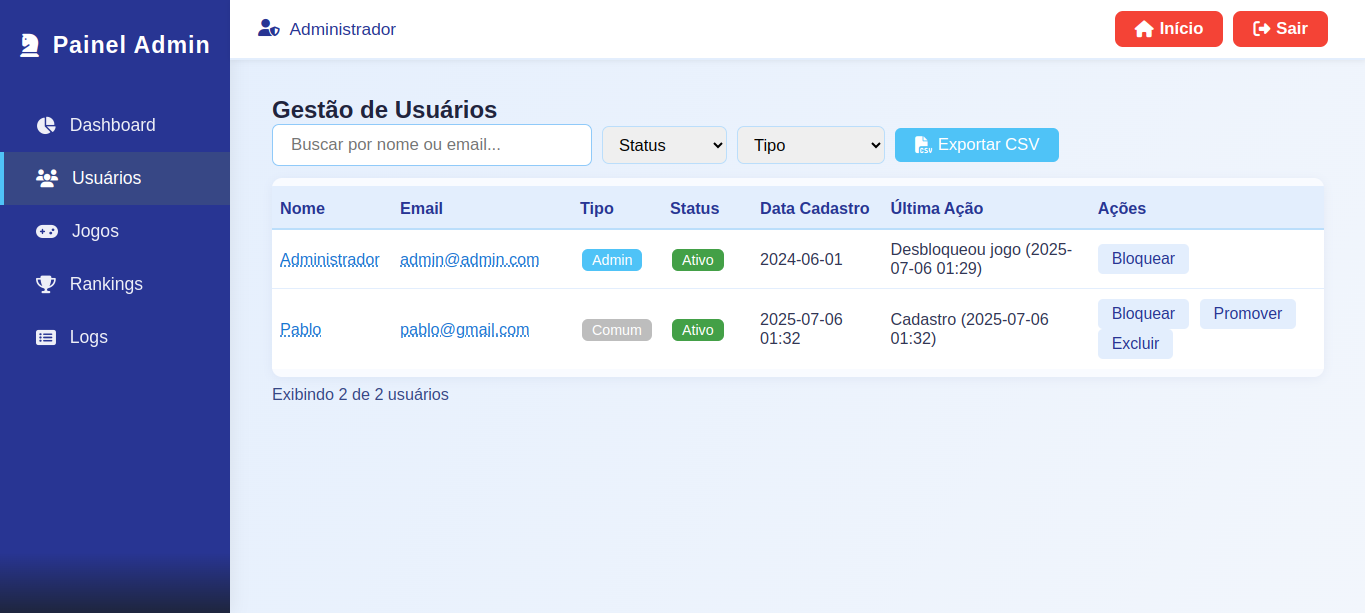 Painel Admin
Administrador
Início
Sair
Dashboard
Usuários
Jogos
Rankings
Logs
Gestão de Usuários
Buscar por nome ou email...
Status
Tipo
CSV Exportar CSV
Nome Email Tipo Status Data Cadastro Última Ação Ações
Administrador admin@admin.com Admin Ativo 2024-06-01 Desbloqueou jogo (2025-
07-06 01:29) Bloquear
Pablo pablo@gmail.com Comum Ativo 2025-07-06
01:32 Cadastro (2025-07-06
01:32) Bloquear Promover
Excluir
Exibindo 2 de 2 usuários